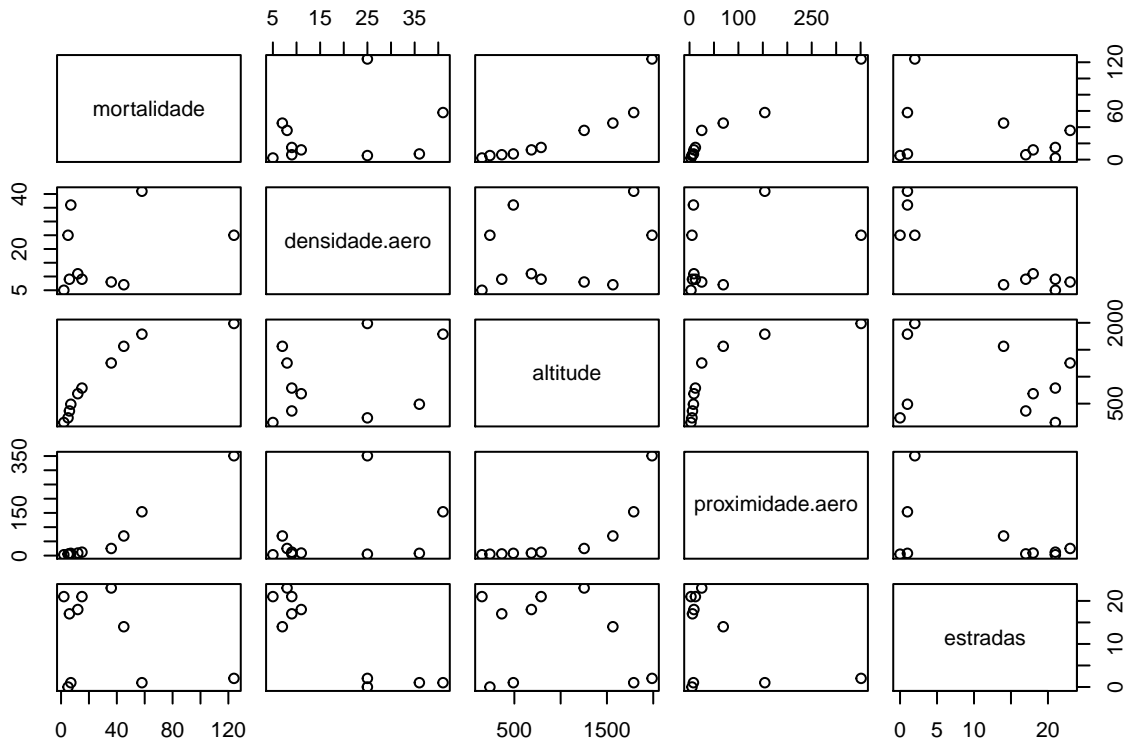 5 15 25 35 0 100 250
mortalidade
0 60 120
5 20 40
densidade.aero
altitude
500 2000
0 150 350
proximidade.aero
estradas
0 10 20
0 40 80 120 500 1500 0 5 10 20